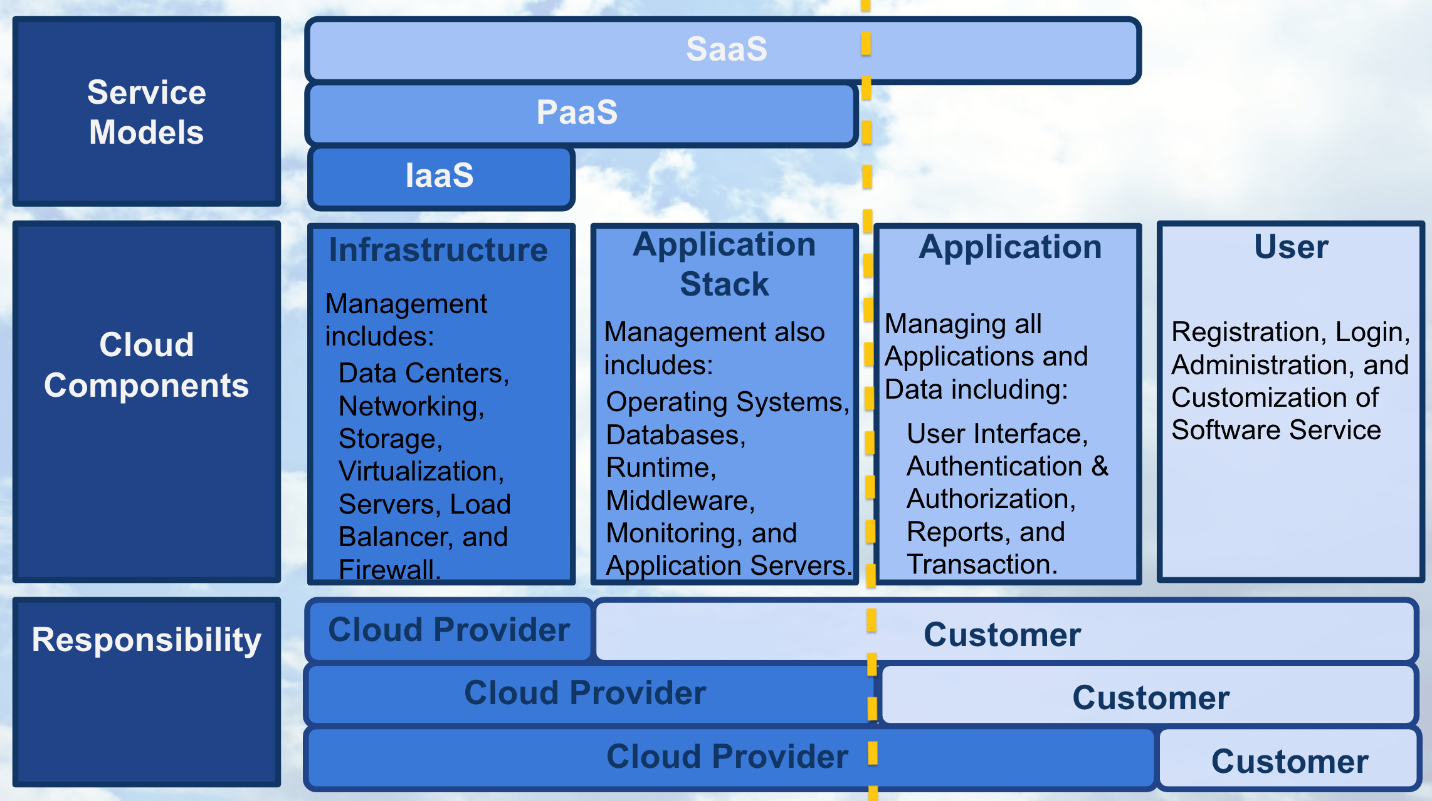 Service
Models
SaaS
PaaS
IaaS
Cloud
Components
Infrastructure
Management
includes:
Data Centers,
Networking,
Storage,
Virtualization,
Servers, Load
Balancer, and
Firewall.
Application
Stack
Management also
includes:
Operating Systems,
Databases,
Runtime,
Middleware,
Monitoring, and
Application Servers.
Application
Managing all
Applications and
Data including:
User Interface,
Authentication &
Authorization,
Reports, and
Transaction.
User
Registration, Login,
Administration, and
Customization of
Software Service
Responsibility
Cloud Provider
Customer
Cloud Provider
Customer
Cloud Provider
Customer